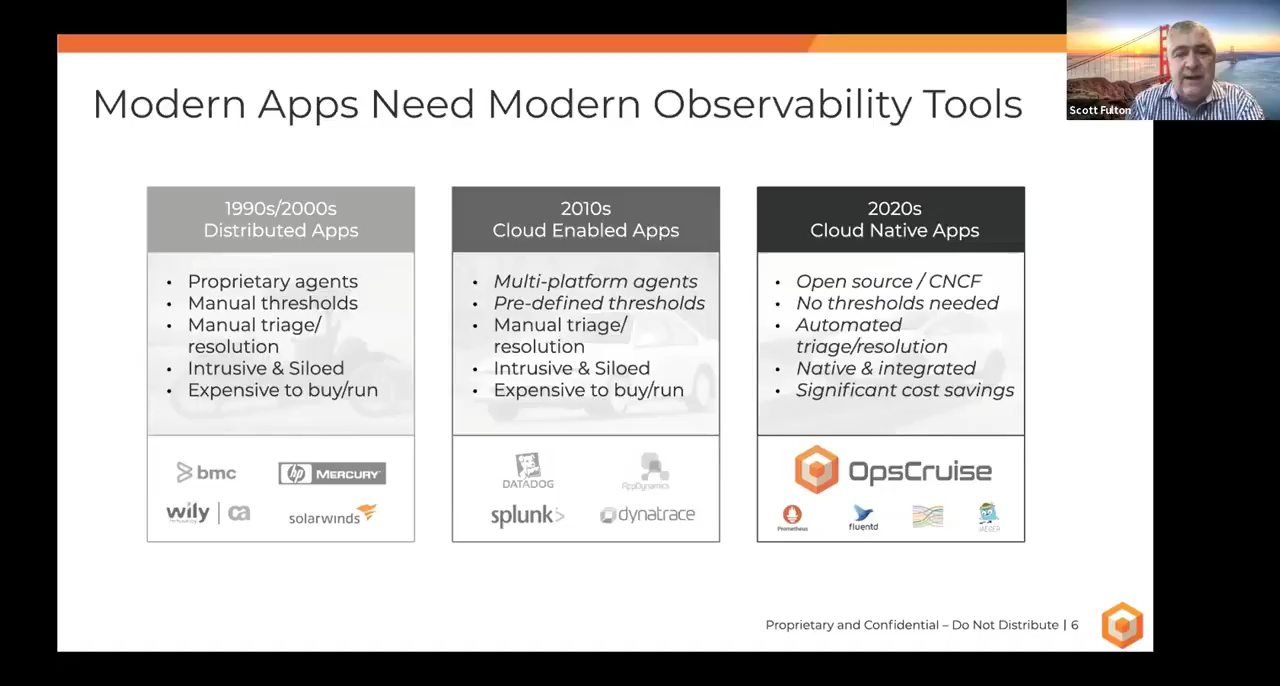 Modern Apps Need Modern Observability Tools
Scott Fulton
1990s/2000s
Distributed Apps
• Proprietary agents
• Manual thresholds
• Manual triage/
resolution
• Intrusive & Siloed
• Expensive to buy/run
bmc
hp MERCURY
wily | ca
solarwinds
2010s
Cloud Enabled Apps
• Multi-platform agents
• Pre-defined thresholds
• Manual triage/
resolution
• Intrusive & Siloed
• Expensive to buy/run
DATADOG
AppDynamics
splunk>
dynatrace
2020s
Cloud Native Apps
• Open source / CNCF
• No thresholds needed
• Automated
triage/resolution
• Native & integrated
• Significant cost savings
OpsCruise
Prometheus
fluentd
JAEGER
Proprietary and Confidential – Do Not Distribute | 6